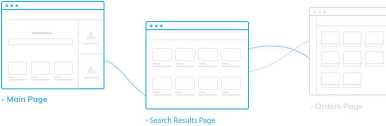 - Main Page
- Search Results Page
- Orders Page